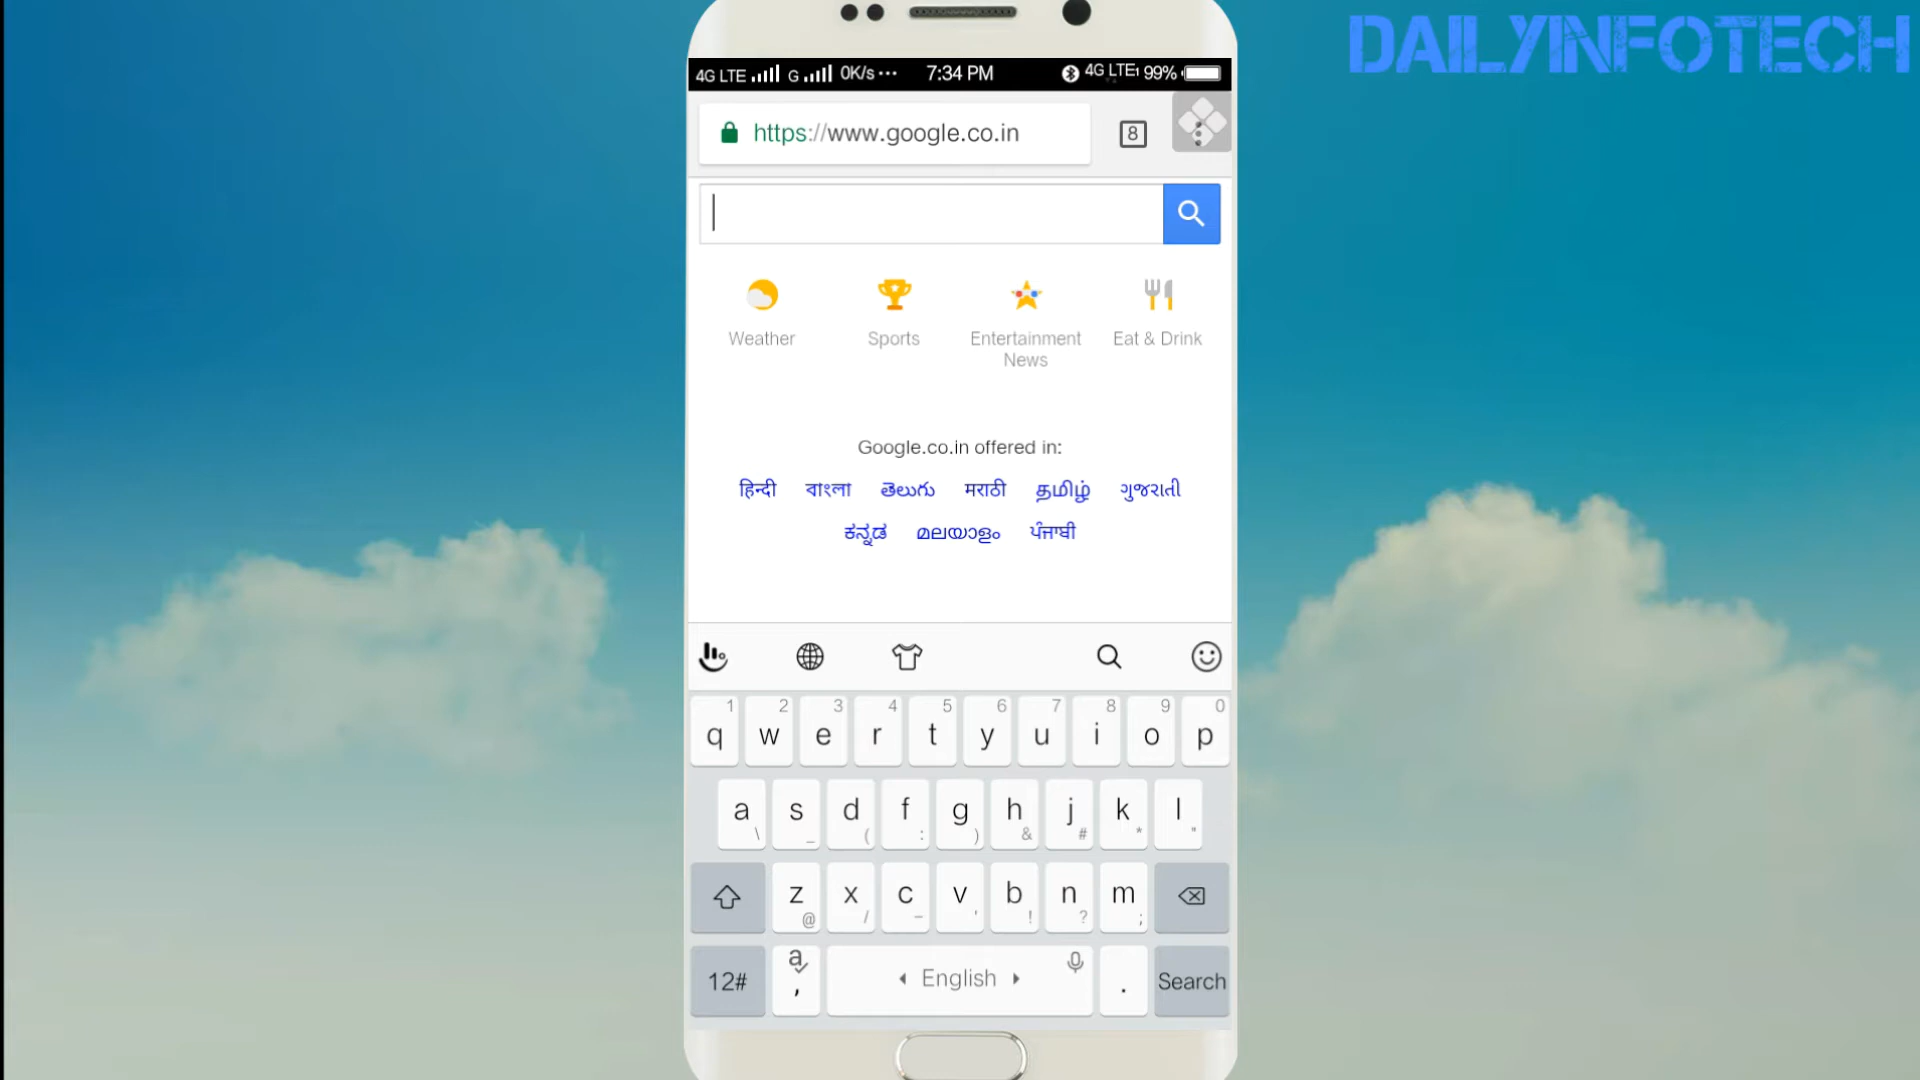 DAILYINFOTECH
4G LTE G 0K/s ··· 7:34 PM 4G LTE1 99%
https://www.google.co.in 8
Weather Sports Entertainment News Eat & Drink
Google.co.in offered in:
हिन्दी বাংলা తెలుగు मराठी தமிழ் ગુજરાતી
ಕನ್ನಡ മലയാളം ਪੰਜਾਬੀ
1 2 3 4 5 6 7 8 9 0
q w e r t y u i o p
a s d f g h j k l
\ _ ( : ) & # * "
z x c v b n m
@ / – ' ! ? ;
12# a , English . Search